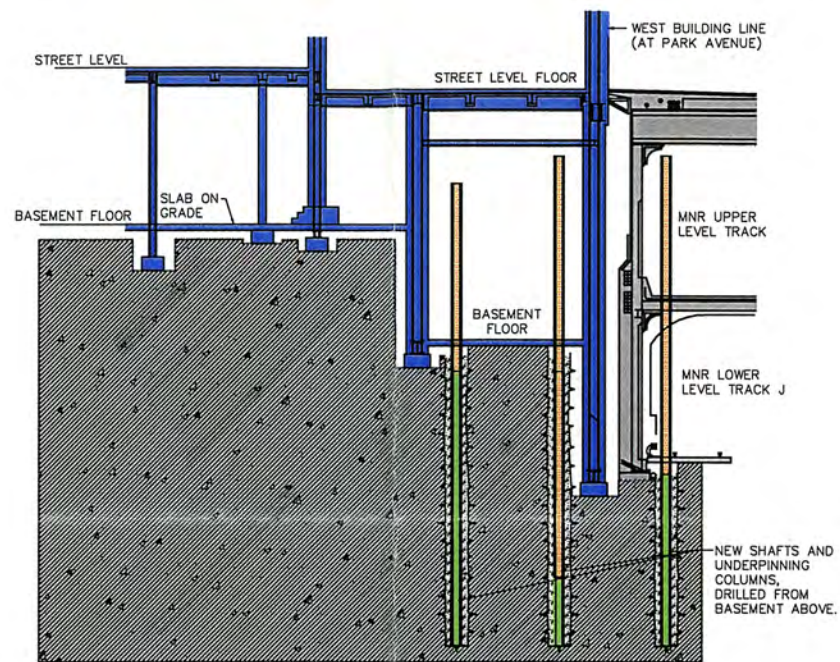 WEST BUILDING LINE
(AT PARK AVENUE)
STREET LEVEL
STREET LEVEL FLOOR
SLAB ON
GRADE
BASEMENT FLOOR
MNR UPPER
LEVEL TRACK
BASEMENT
FLOOR
MNR LOWER
LEVEL TRACK J
NEW SHAFTS AND
UNDERPINNING
COLUMNS,
DRILLED FROM
BASEMENT ABOVE.